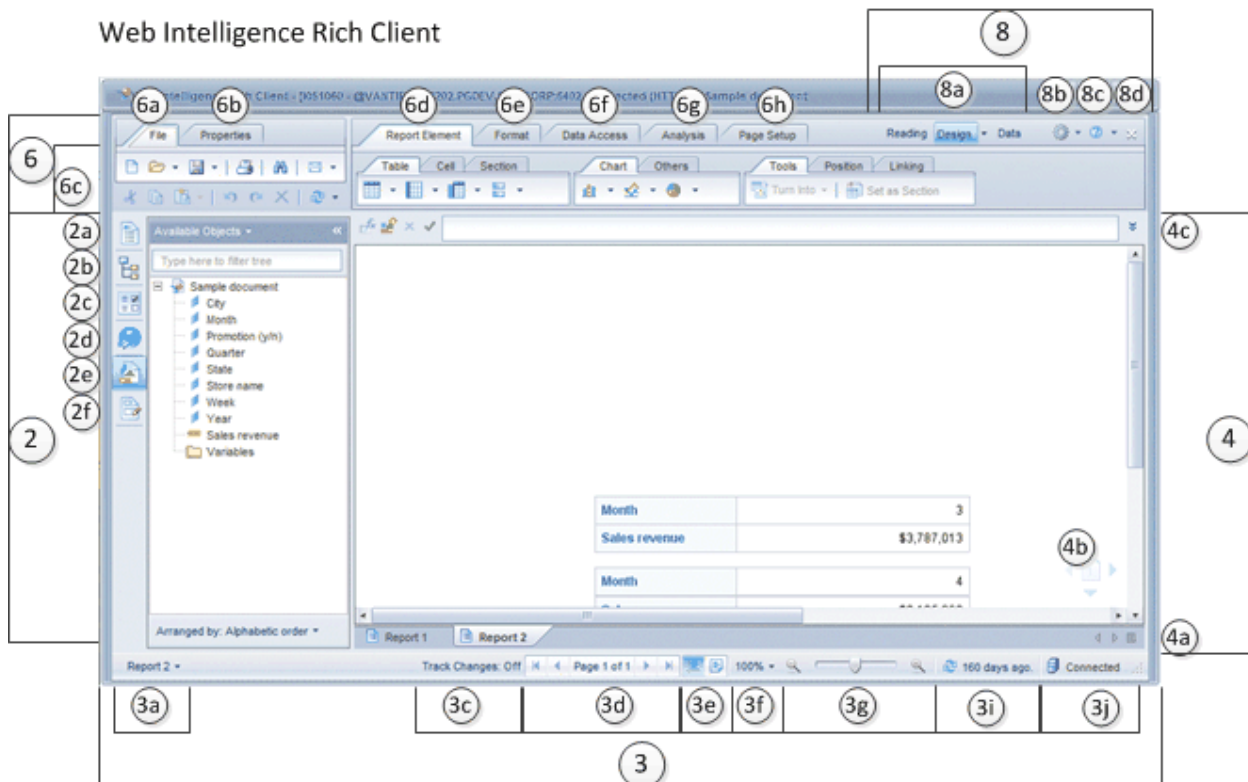 Web Intelligence Rich Client
8
8a
8b 8c 8d
6a 6b 6d 6e 6f 6g 6h
Intelligence Rich Client
Sample document
File Properties Report Element Format Data Access Analysis Page Setup Reading Design Data
6
6c
Table Cell Section Chart Others Tools Position Linking
Turn Into Set as Section
2
2a
2b
2c
2d
2e
2f
Available Objects
Type here to filter tree
Sample document
City
Month
Promotion (y/n)
Quarter
State
Store name
Week
Year
Sales revenue
Variables
Arranged by: Alphabetic order
4c
4
Month 3
Sales revenue $3,787,013
4b
Month 4
1
Report 1 Report 2
4a
Report 2 Track Changes: Off Page 1 of 1 100% 160 days ago. Connected
3a 3c 3d 3e 3f 3g 3i 3j
3